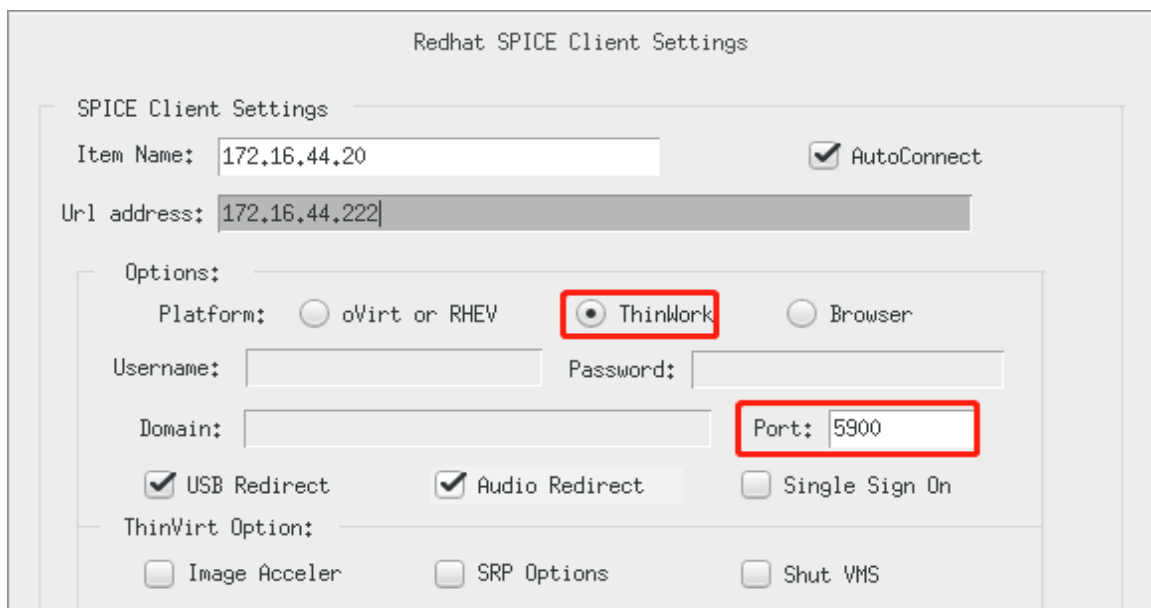 Redhat SPICE Client Settings
SPICE Client Settings
Item Name: 172.16.44.20 AutoConnect
Url address: 172.16.44.222
Options:
Platform: oVirt or RHEV ThinWork Browser
Username: Password:
Domain: Port: 5900
USB Redirect Audio Redirect Single Sign On
ThinVirt Option:
Image Acceler SRP Options Shut VMS